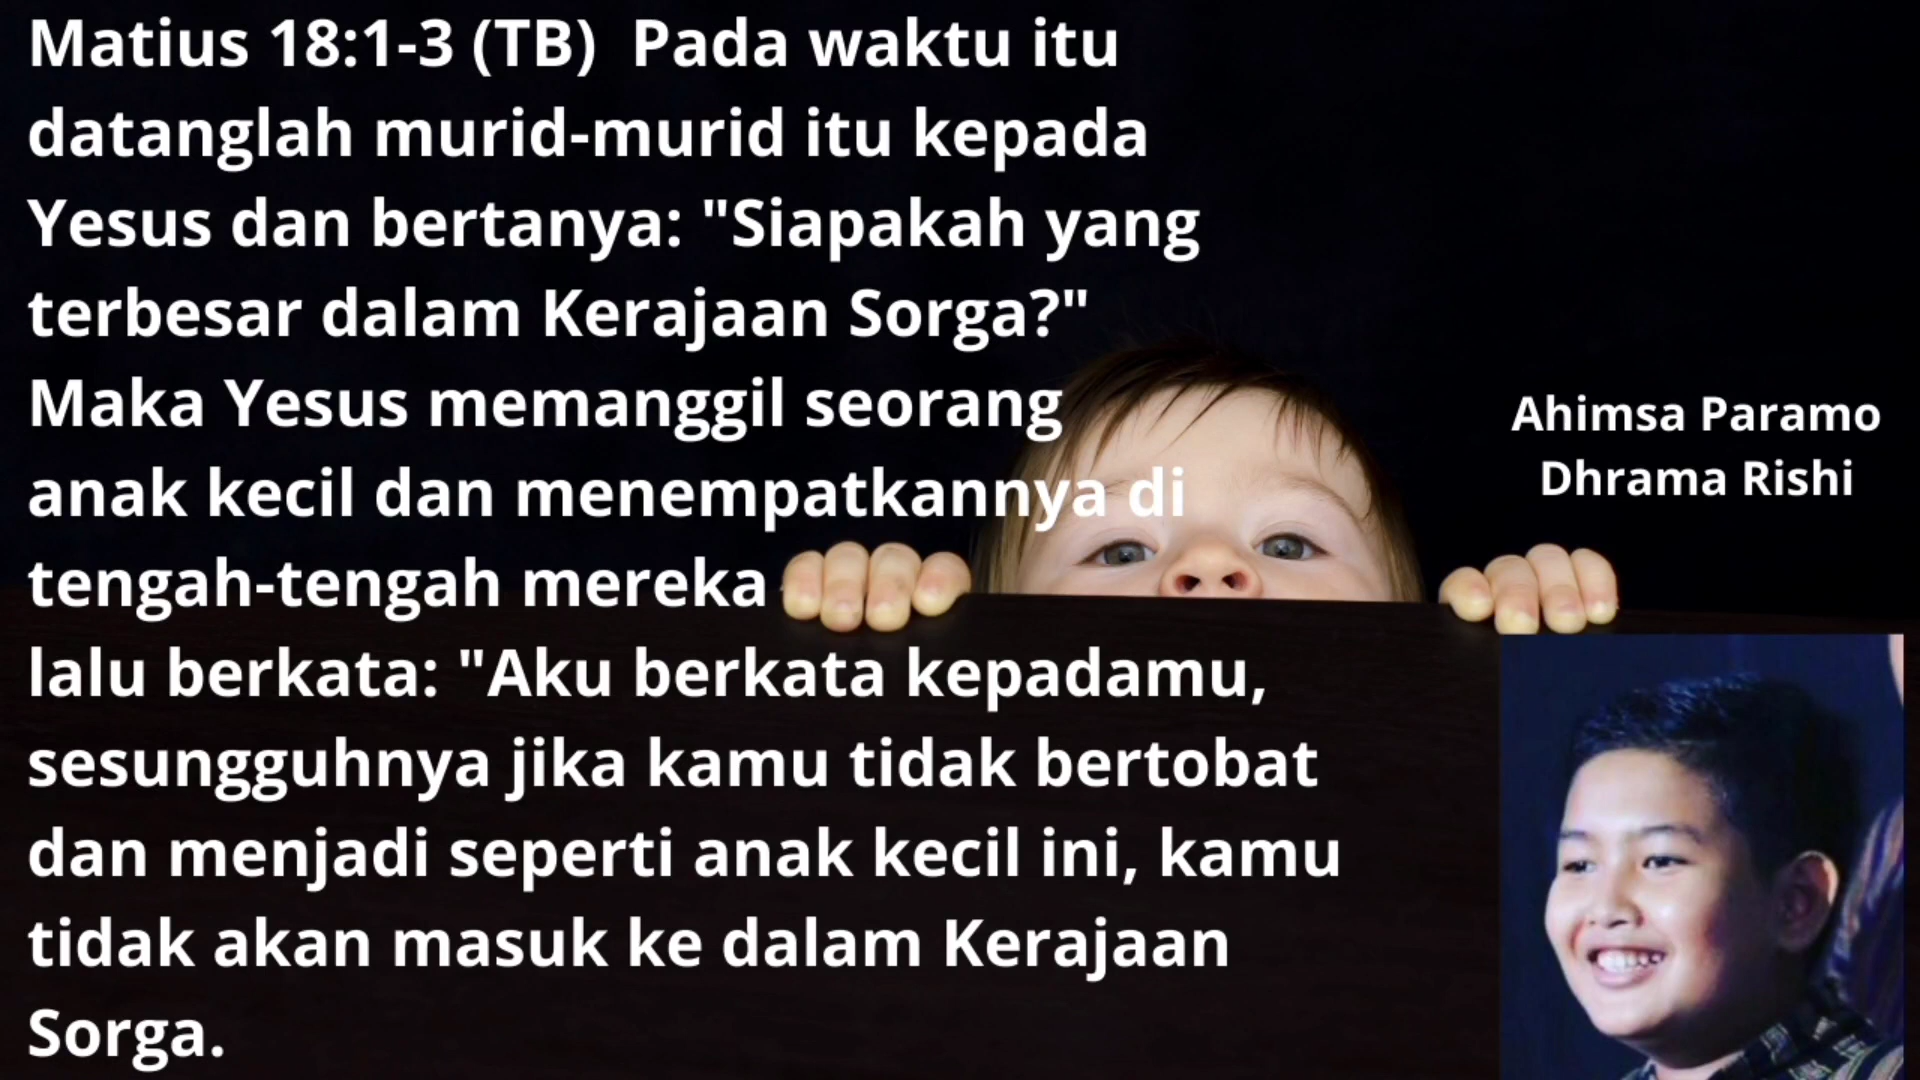 Matius 18:1-3 (TB)  Pada waktu itu
datanglah murid-murid itu kepada
Yesus dan bertanya: "Siapakah yang
terbesar dalam Kerajaan Sorga?"
Maka Yesus memanggil seorang
anak kecil dan menempatkannya di
tengah-tengah mereka
lalu berkata: "Aku berkata kepadamu,
sesungguhnya jika kamu tidak bertobat
dan menjadi seperti anak kecil ini, kamu
tidak akan masuk ke dalam Kerajaan
Sorga.
Ahimsa Paramo
Dhrama Rishi